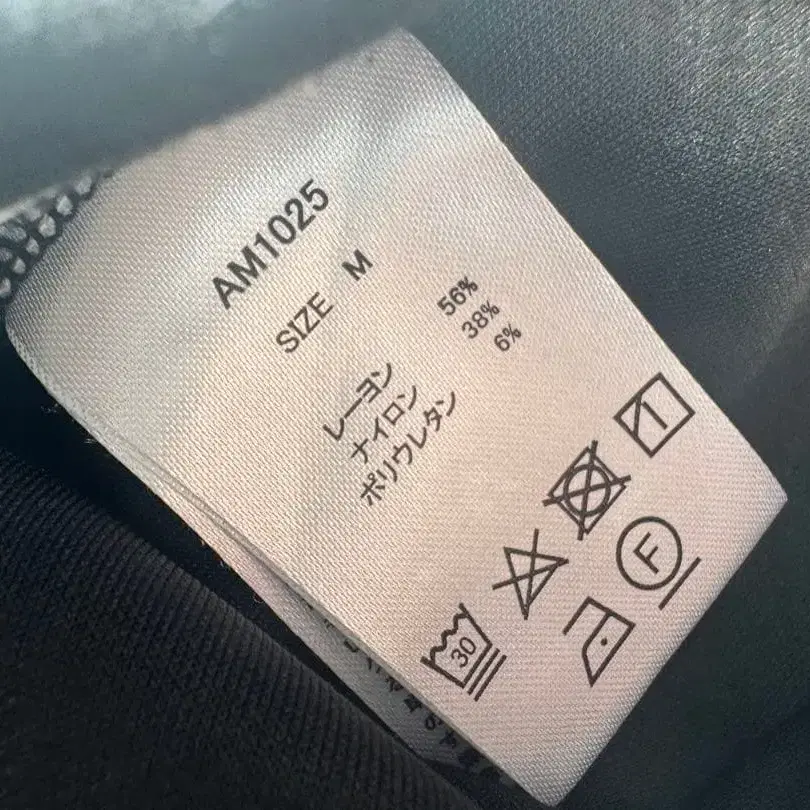 AM1025
SIZE M
レーヨン 56%
ナイロン 38%
ポリウレタン 6%
30
F